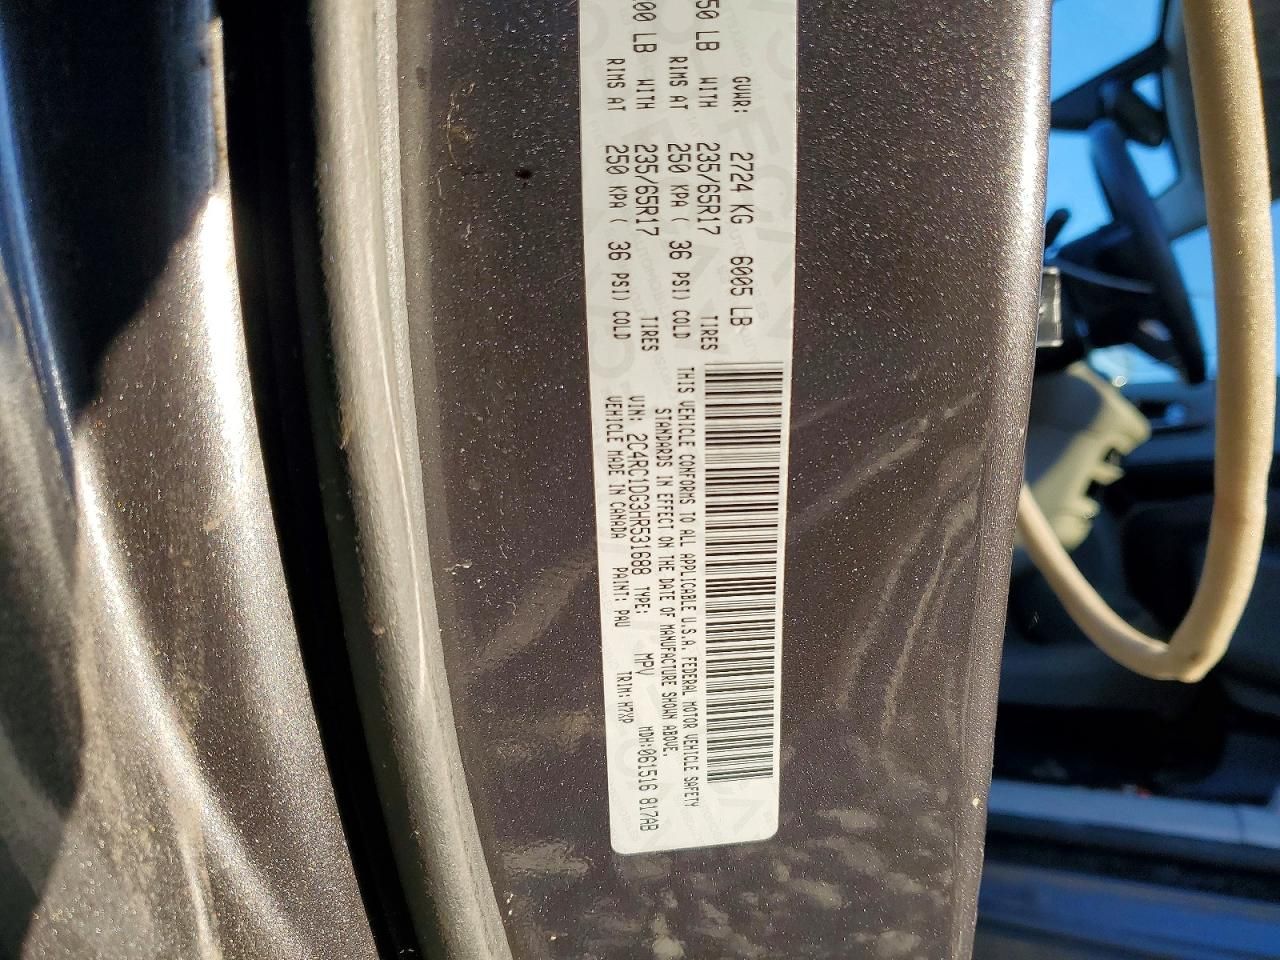 GVWR: 2724 KG 6005 LB
50 LB WITH 235/65R17 TIRES
RIMS AT 250 KPA ( 36 PSI) COLD
00 LB WITH 235/65R17 TIRES
RIMS AT 250 KPA ( 36 PSI) COLD
THIS VEHICLE CONFORMS TO ALL APPLICABLE U.S.A. FEDERAL MOTOR VEHICLE SAFETY
STANDARDS IN EFFECT ON THE DATE OF MANUFACTURE SHOWN ABOVE.
VIN: 2C4RC1DG3HR531688 TYPE: MPV MDH:061516 817AB
VEHICLE MADE IN CANADA PAINT: PAU TRIM: H7XP